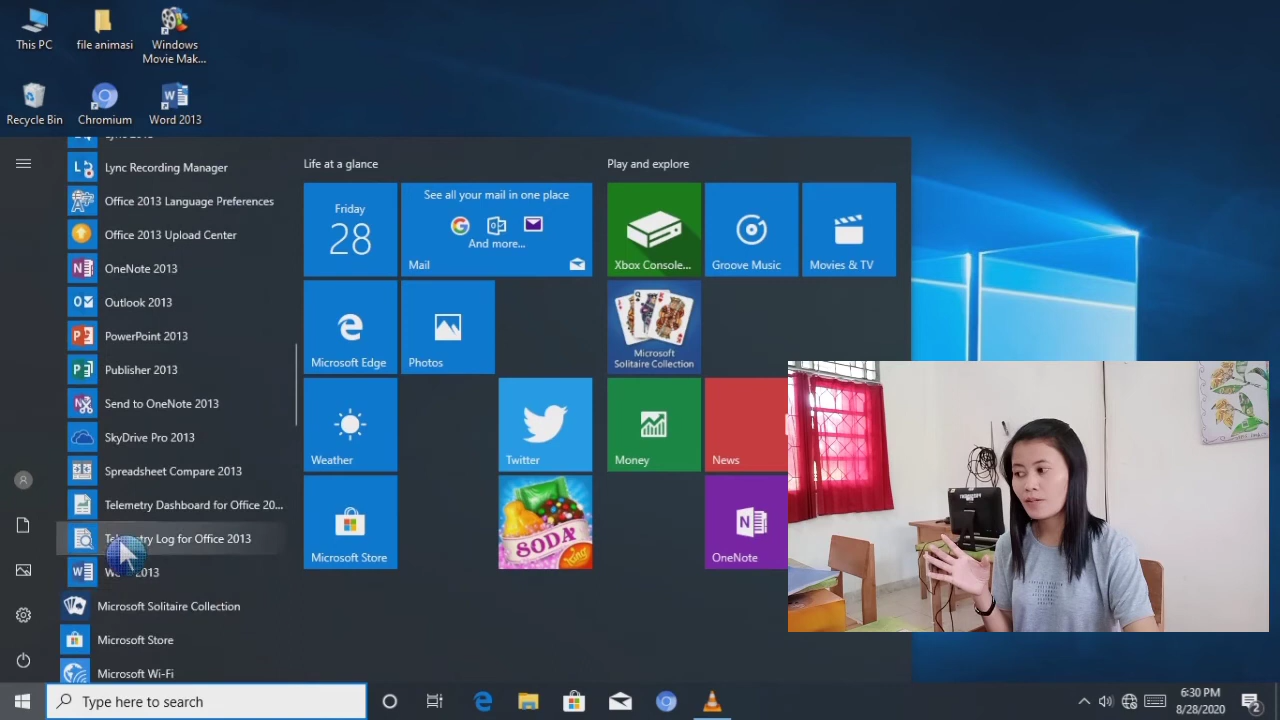 This PC
file animasi
Windows
Movie Mak...
Recycle Bin
Chromium
Word 2013
Lync Recording Manager
Office 2013 Language Preferences
Office 2013 Upload Center
OneNote 2013
Outlook 2013
PowerPoint 2013
Publisher 2013
Send to OneNote 2013
SkyDrive Pro 2013
Spreadsheet Compare 2013
Telemetry Dashboard for Office 20...
Telemetry Log for Office 2013
Word 2013
Microsoft Solitaire Collection
Microsoft Store
Microsoft Wi-Fi
Life at a glance
Friday
28
See all your mail in one place
And more...
Mail
Microsoft Edge
Photos
Weather
Twitter
Microsoft Store
SODA
King
Play and explore
Xbox Console...
Groove Music
Movies & TV
Microsoft
Solitaire Collection
Money
News
OneNote
Type here to search
6:30 PM
8/28/2020
2